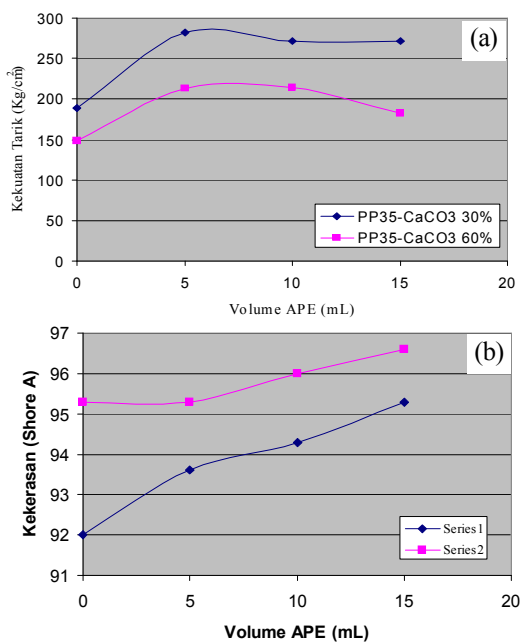 (a)
Kekuatan Tarik (Kg/cm²)
300
250
200
150
100
50
0
PP35-CaCO3 30%
PP35-CaCO3 60%
0 5 10 15 20
Volume APE (mL)
(b)
Kekerasan (Shore A)
97
96
95
94
93
92
91
Series1
Series2
0 5 10 15 20
Volume APE (mL)